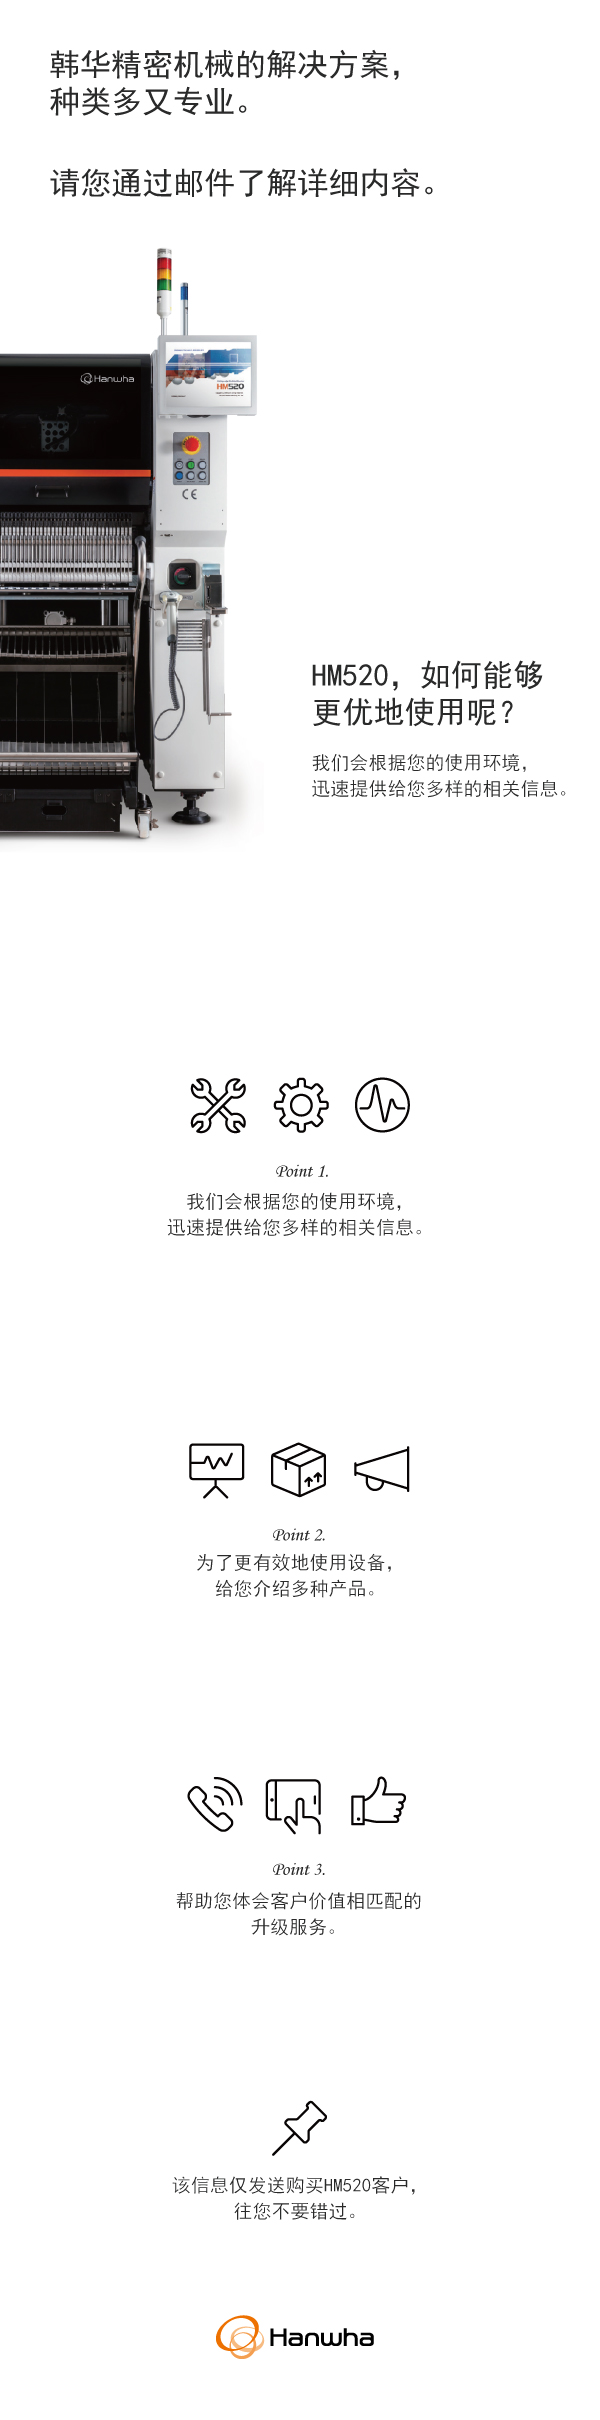 韩华精密机械的解决方案，
种类多又专业。
请您通过邮件了解详细内容。
Hanwha
HM520
CE
HM520，如何能够
更优地使用呢？
我们会根据您的使用环境，
迅速提供给您多样的相关信息。
Point 1.
我们会根据您的使用环境，
迅速提供给您多样的相关信息。
Point 2.
为了更有效地使用设备，
给您介绍多种产品。
Point 3.
帮助您体会客户价值相匹配的
升级服务。
该信息仅发送购买HM520客户，
往您不要错过。
Hanwha